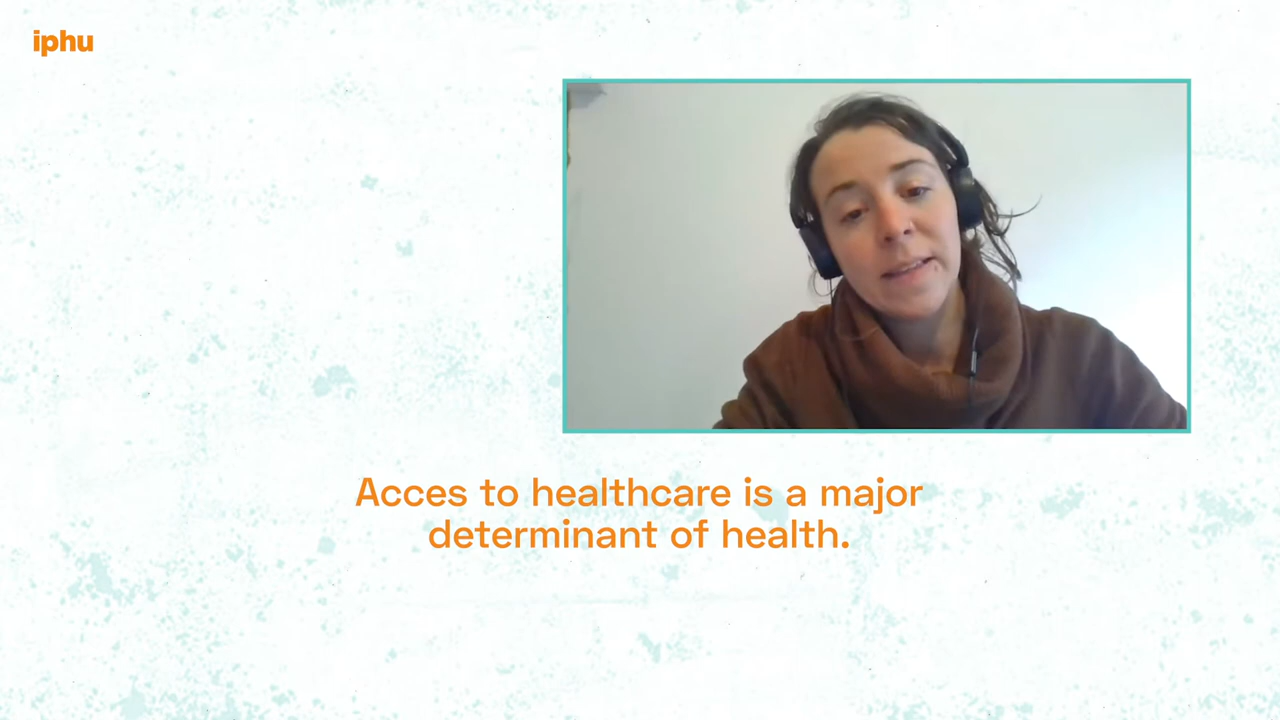 iphu
Acces to healthcare is a major
determinant of health.